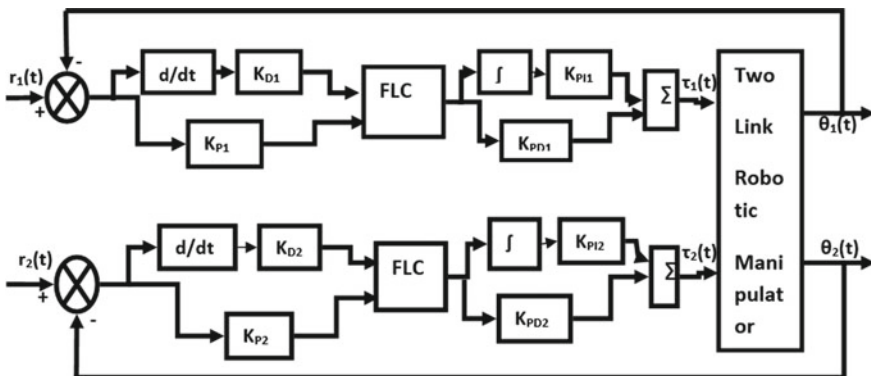 -
r₁(t)
+
d/dt
K_D1
K_P1
FLC
∫
K_PI1
K_PD1
Σ
τ₁(t)
Two
Link
Robo
tic
Mani
pulat
or
θ₁(t)
r₂(t)
+
-
d/dt
K_D2
K_P2
FLC
∫
K_PI2
K_PD2
Σ
τ₂(t)
θ₂(t)